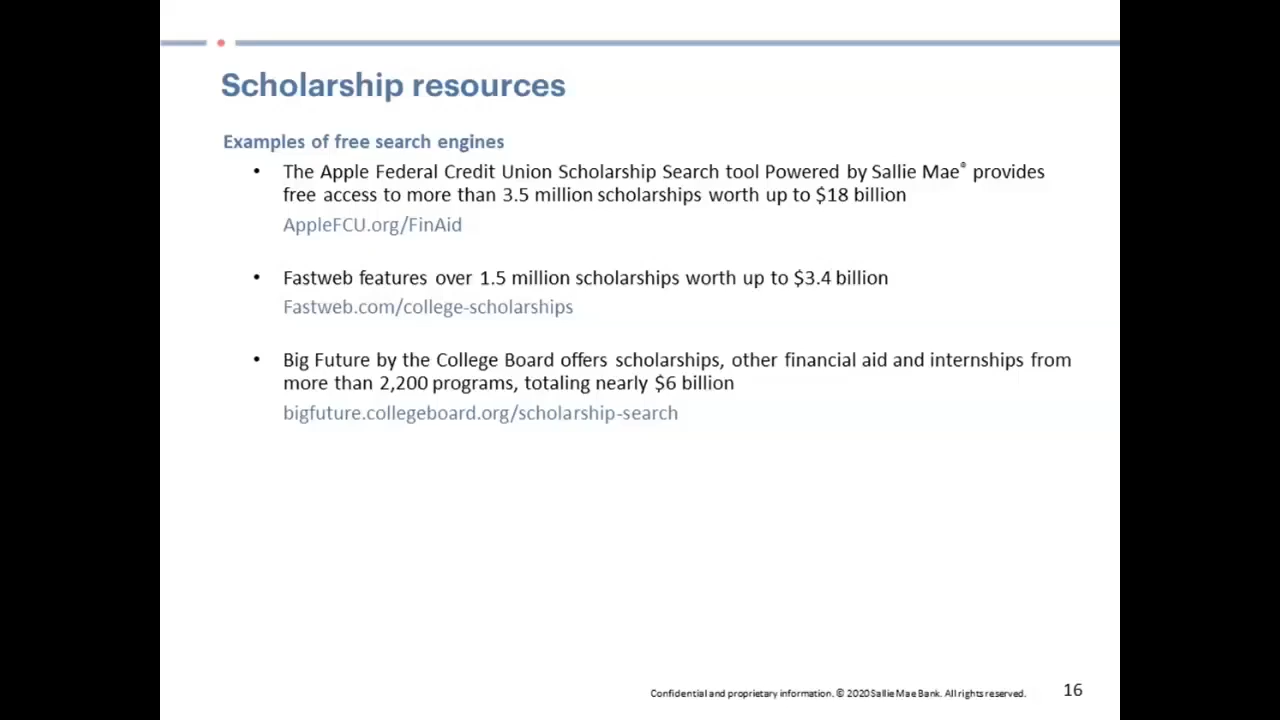 Scholarship resources
Examples of free search engines
• The Apple Federal Credit Union Scholarship Search tool Powered by Sallie Mae® provides
free access to more than 3.5 million scholarships worth up to $18 billion
AppleFCU.org/FinAid
• Fastweb features over 1.5 million scholarships worth up to $3.4 billion
Fastweb.com/college-scholarships
• Big Future by the College Board offers scholarships, other financial aid and internships from
more than 2,200 programs, totaling nearly $6 billion
bigfuture.collegeboard.org/scholarship-search
Confidential and proprietary information. © 2020 Sallie Mae Bank. All rights reserved. 16